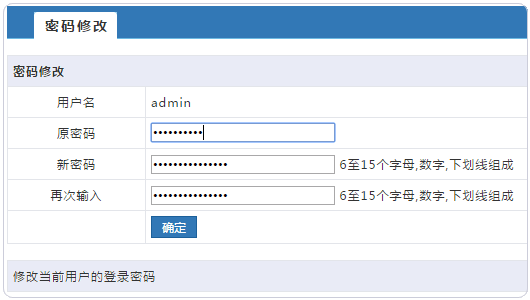 密码修改
密码修改
用户名 admin
原密码 ••••••••••
新密码 ••••••••••••••• 6至15个字母,数字,下划线组成
再次输入 ••••••••••••••• 6至15个字母,数字,下划线组成
确定
修改当前用户的登录密码